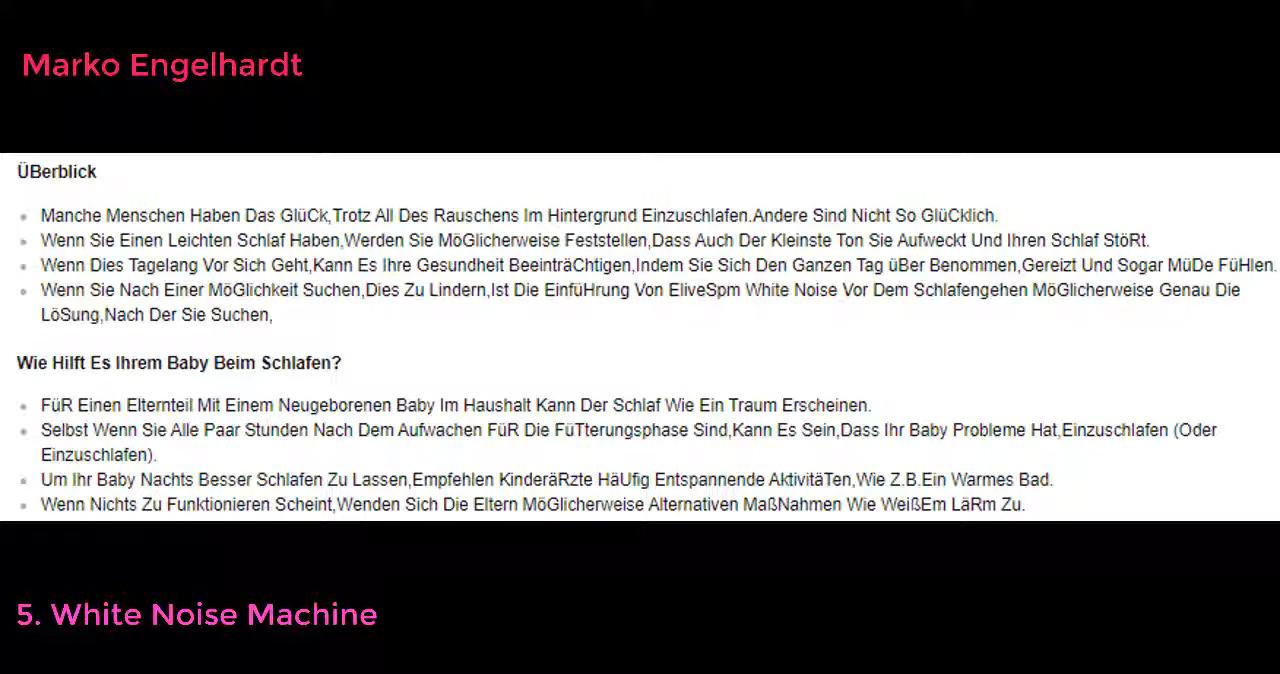 Marko Engelhardt
ÜBerblick
Manche Menschen Haben Das GlüCk,Trotz All Des Rauschens Im Hintergrund Einzuschlafen.Andere Sind Nicht So GlüCklich.
Wenn Sie Einen Leichten Schlaf Haben,Werden Sie MöGlicherweise Feststellen,Dass Auch Der Kleinste Ton Sie Aufweckt Und Ihren Schlaf StöRt.
Wenn Dies Tagelang Vor Sich Geht,Kann Es Ihre Gesundheit BeeinträChtigen,Indem Sie Sich Den Ganzen Tag üBer Benommen,Gereizt Und Sogar MüDe FüHlen.
Wenn Sie Nach Einer MöGlichkeit Suchen,Dies Zu Lindern,Ist Die EinfüHrung Von EliveSpm White Noise Vor Dem Schlafengehen MöGlicherweise Genau Die
LöSung,Nach Der Sie Suchen,
Wie Hilft Es Ihrem Baby Beim Schlafen?
FüR Einen Elternteil Mit Einem Neugeborenen Baby Im Haushalt Kann Der Schlaf Wie Ein Traum Erscheinen.
Selbst Wenn Sie Alle Paar Stunden Nach Dem Aufwachen FüR Die FüTterungsphase Sind,Kann Es Sein,Dass Ihr Baby Probleme Hat,Einzuschlafen (Oder
Einzuschlafen).
Um Ihr Baby Nachts Besser Schlafen Zu Lassen,Empfehlen KinderäRzte HäUfig Entspannende AktivitäTen,Wie Z.B.Ein Warmes Bad.
Wenn Nichts Zu Funktionieren Scheint,Wenden Sich Die Eltern MöGlicherweise Alternativen MaßNahmen Wie WeißEm LäRm Zu.
5. White Noise Machine